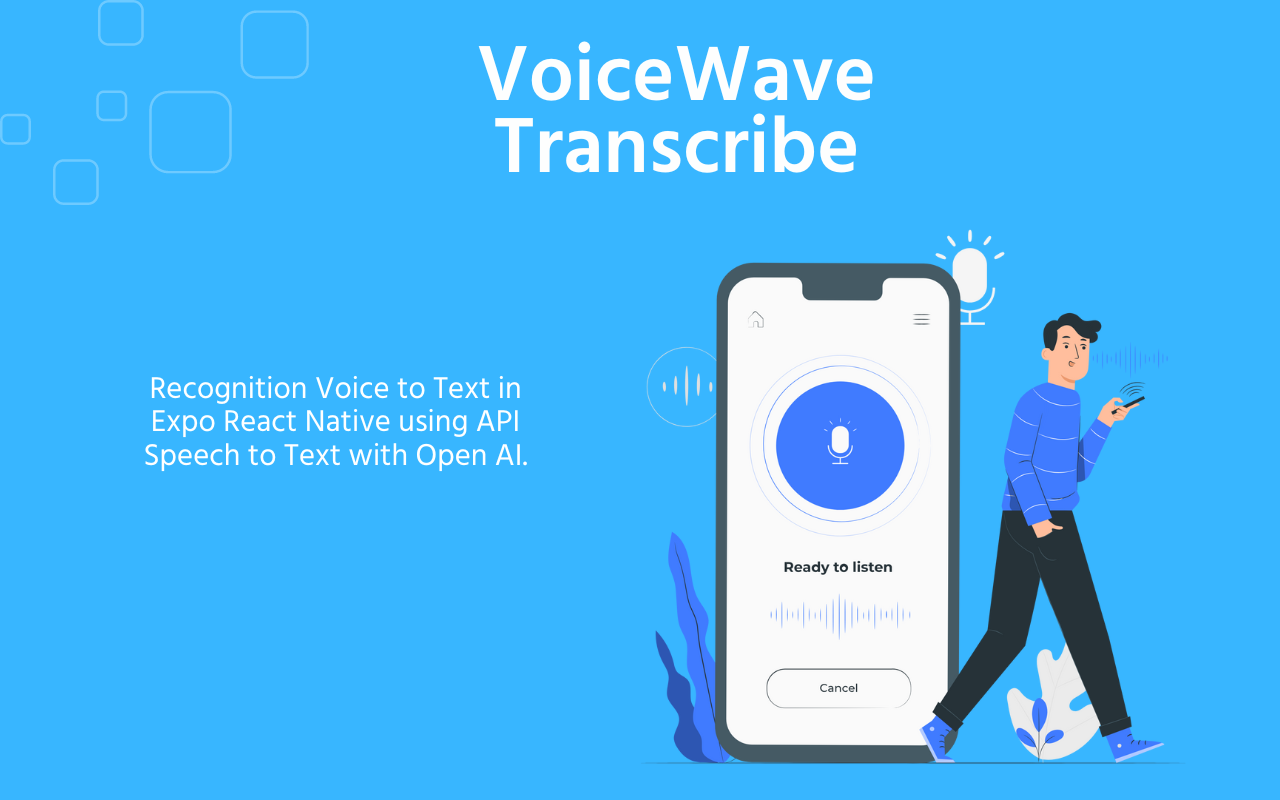 VoiceWave
Transcribe
Recognition Voice to Text in
Expo React Native using API
Speech to Text with Open AI.
Ready to listen
Cancel